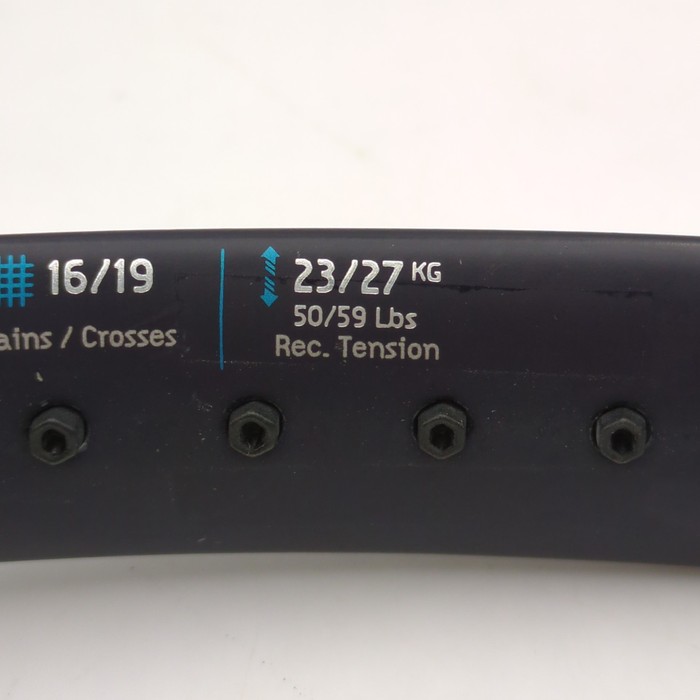 16/19
ains / Crosses
23/27 KG
50/59 Lbs
Rec. Tension